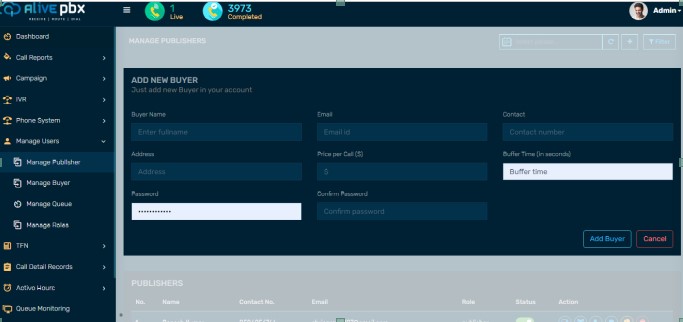 ALIVE pbx
RECEIVE | ROUTE | DIAL
1
Live
3973
Completed
Admin
Dashboard
Call Reports
Campaign
IVR
Phone System
Manage Users
Manage Publisher
Manage Buyer
Manage Queue
Manage Roles
TFN
Call Detail Records
Active Hours
Queue Monitoring
MANAGE PUBLISHERS
Filter
ADD NEW BUYER
Just add new Buyer in your account
Buyer Name
Email
Contact
Enter fullname
Email id
Contact number
Address
Price per Call ($)
Buffer Time (in seconds)
Address
$
Buffer time
Password
Confirm Password
••••••••••••
Confirm password
Add Buyer
Cancel
PUBLISHERS
No.
Name
Contact No.
Email
Role
Status
Action